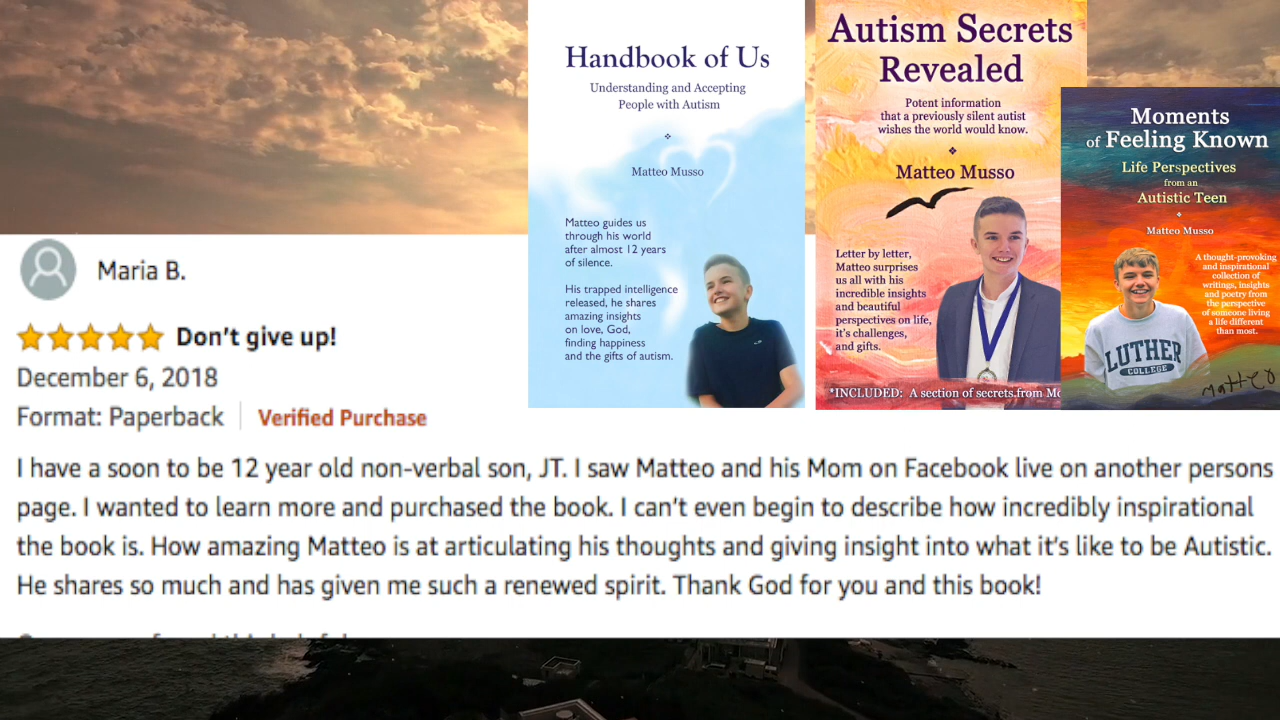 Handbook of Us
Understanding and Accepting
People with Autism
Matteo Musso
Matteo guides us
through his world
after almost 12 years
of silence.
His trapped intelligence
released, he shares
amazing insights
on love, God,
finding happiness
and the gifts of autism.
Autism Secrets
Revealed
Potent information
that a previously silent autist
wishes the world would know.
Matteo Musso
Letter by letter,
Matteo surprises
us all with his
incredible insights
and beautiful
perspectives on life,
it's challenges,
and gifts.
*INCLUDED: A section of secrets from Mo
Moments
of Feeling Known
Life Perspectives
from an
Autistic Teen
Matteo Musso
A thought-provoking
and inspirational
collection of
writings, insights
and poetry from
the perspective
of someone living
a life different
than most.
LUTHER
COLLEGE
Matteo
Maria B.
Don't give up!
December 6, 2018
Format: Paperback Verified Purchase
I have a soon to be 12 year old non-verbal son, JT. I saw Matteo and his Mom on Facebook live on another persons
page. I wanted to learn more and purchased the book. I can't even begin to describe how incredibly inspirational
the book is. How amazing Matteo is at articulating his thoughts and giving insight into what it's like to be Autistic.
He shares so much and has given me such a renewed spirit. Thank God for you and this book!